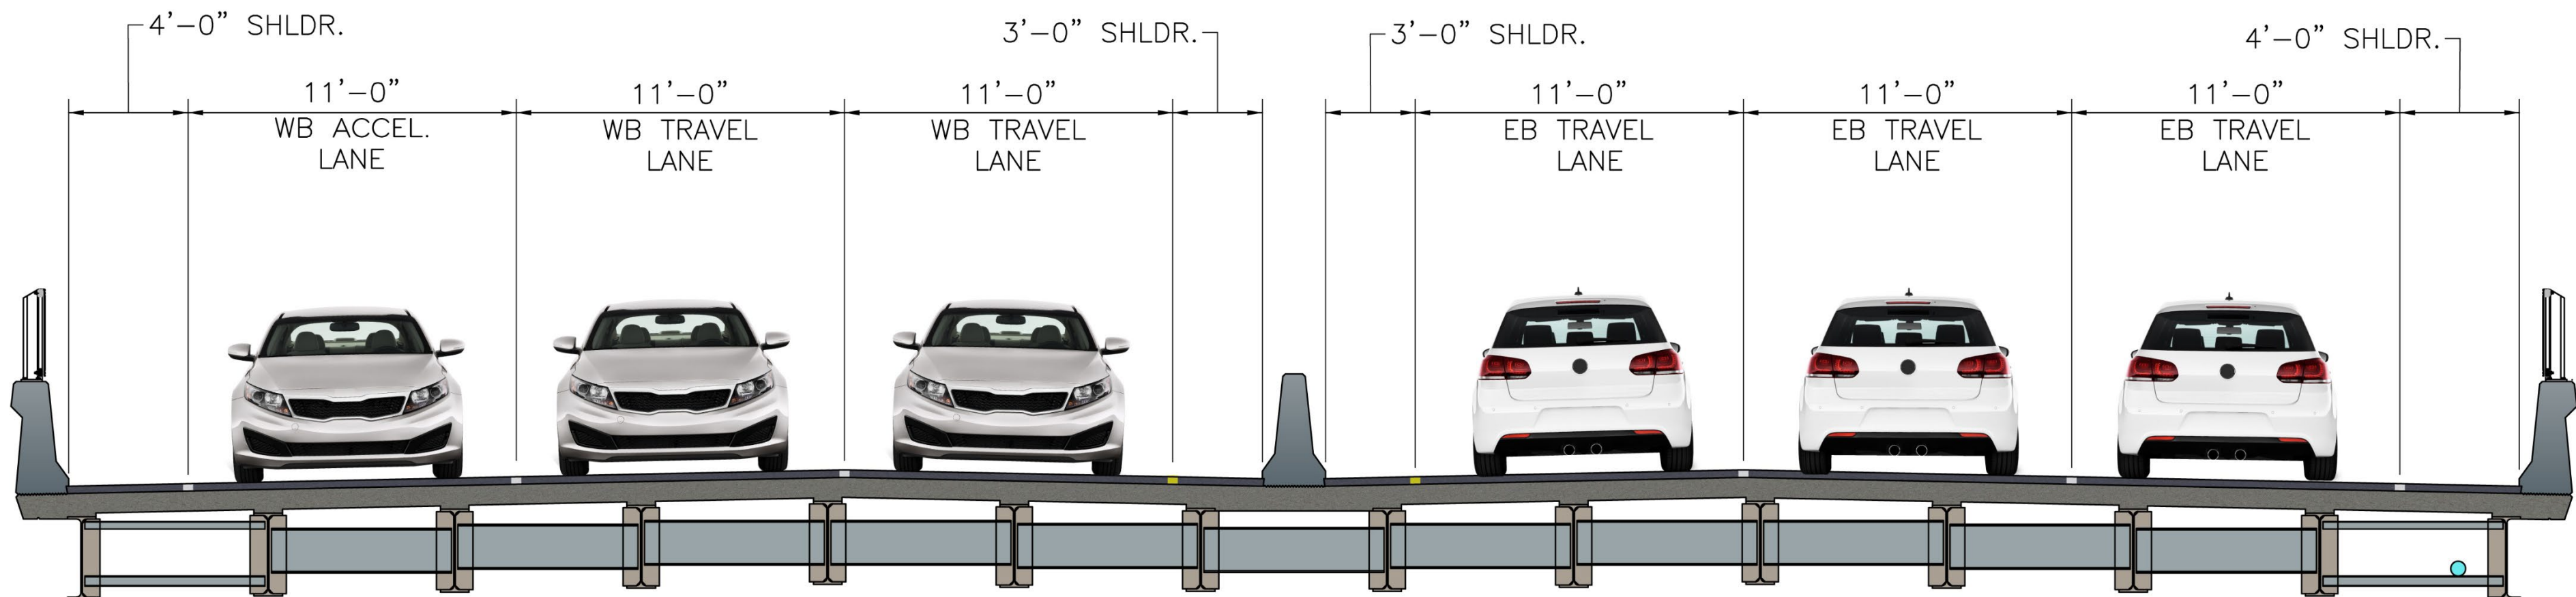 4'-0" SHLDR.
3'-0" SHLDR.
3'-0" SHLDR.
4'-0" SHLDR.
11'-0"
WB ACCEL.
LANE
11'-0"
WB TRAVEL
LANE
11'-0"
WB TRAVEL
LANE
11'-0"
EB TRAVEL
LANE
11'-0"
EB TRAVEL
LANE
11'-0"
EB TRAVEL
LANE